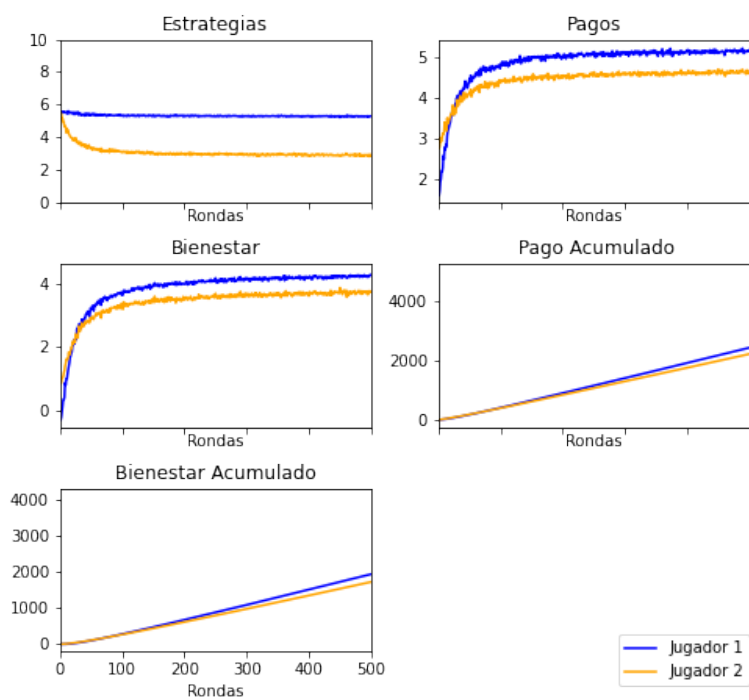 Estrategias
10
8
6
4
2
0
Rondas
Pagos
5
4
3
2
Rondas
Bienestar
4
2
0
Rondas
Pago Acumulado
4000
2000
0
Rondas
Bienestar Acumulado
4000
3000
2000
1000
0
0 100 200 300 400 500
Rondas
Jugador 1
Jugador 2